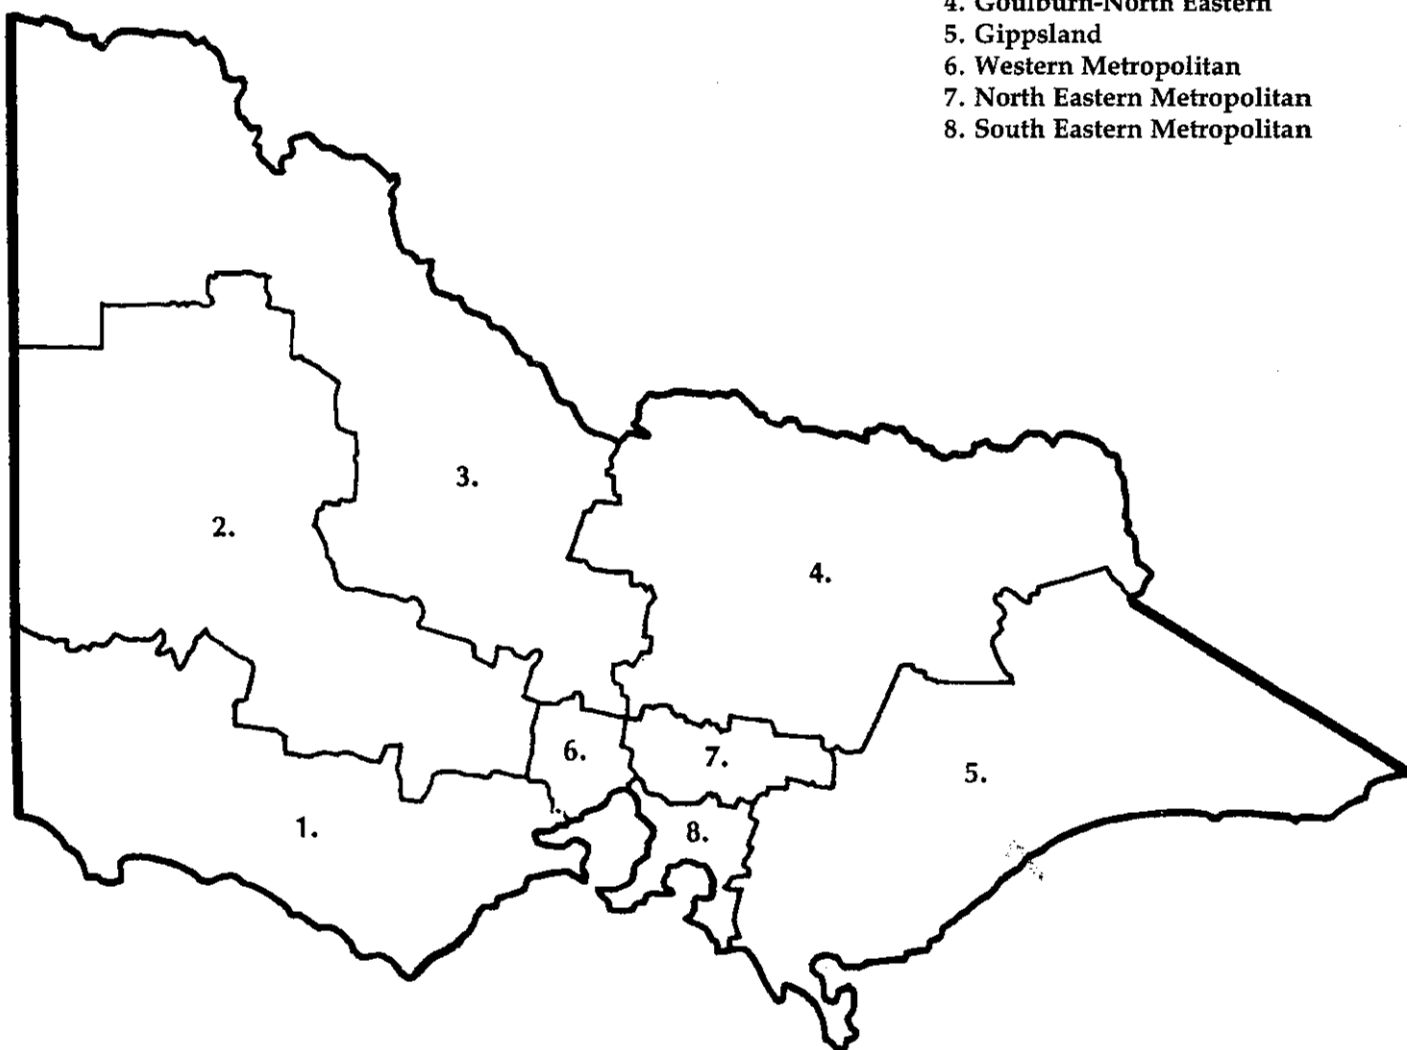 4. Goulburn-North Eastern
5. Gippsland
6. Western Metropolitan
7. North Eastern Metropolitan
8. South Eastern Metropolitan
3.
2.
4.
6.
7.
5.
1.
8.